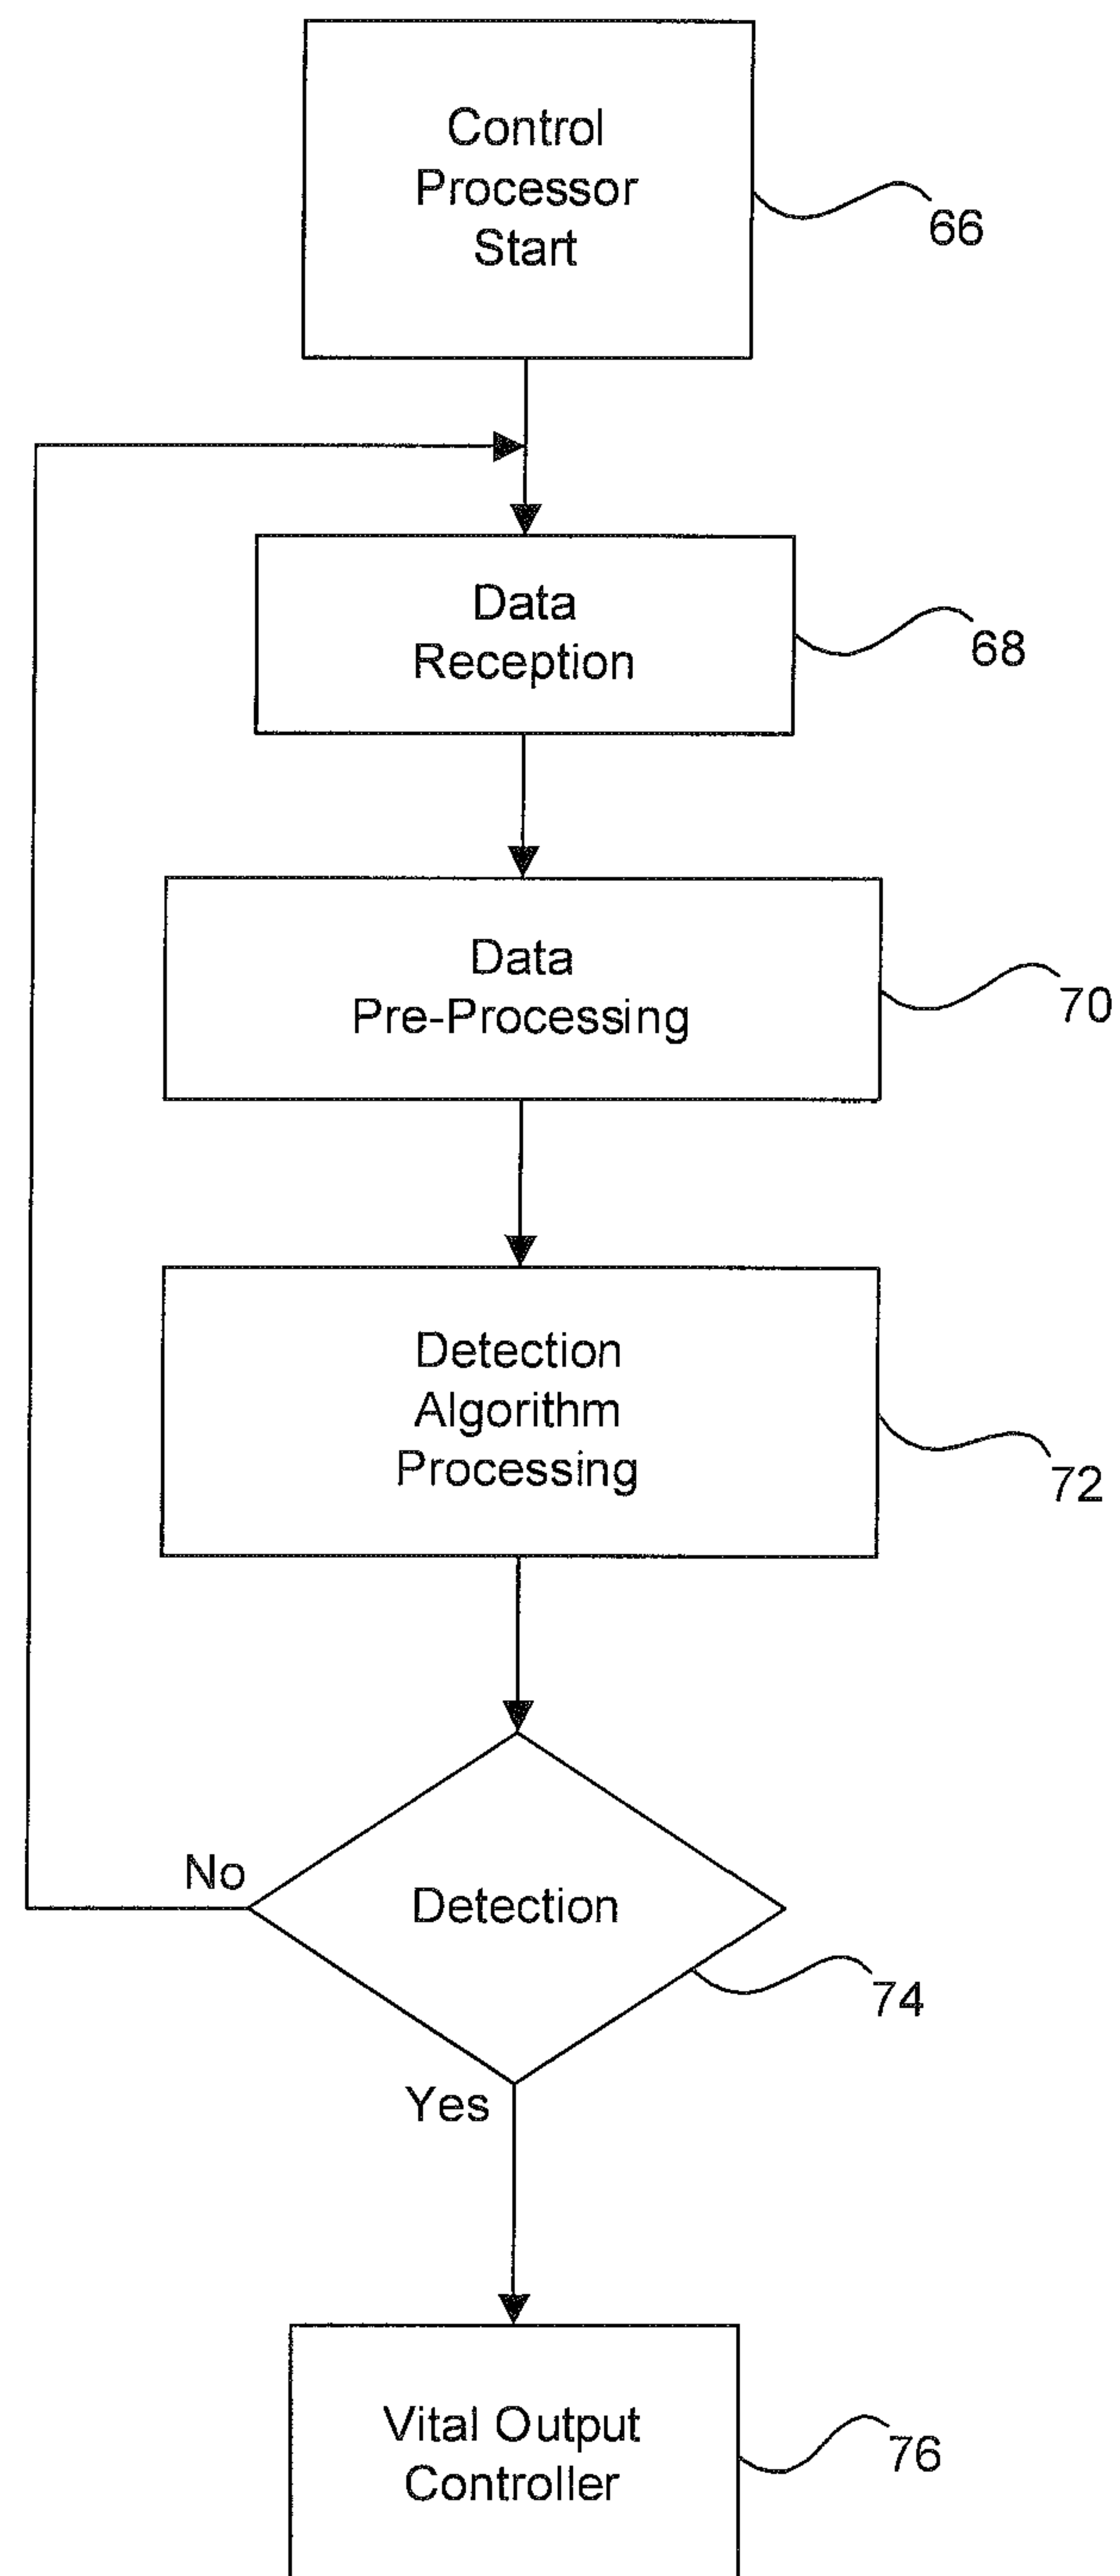 Control
Processor
Start
66
Data
Reception
68
Data
Pre-Processing
70
Detection
Algorithm
Processing
72
No
Detection
74
Yes
Vital Output
Controller
76